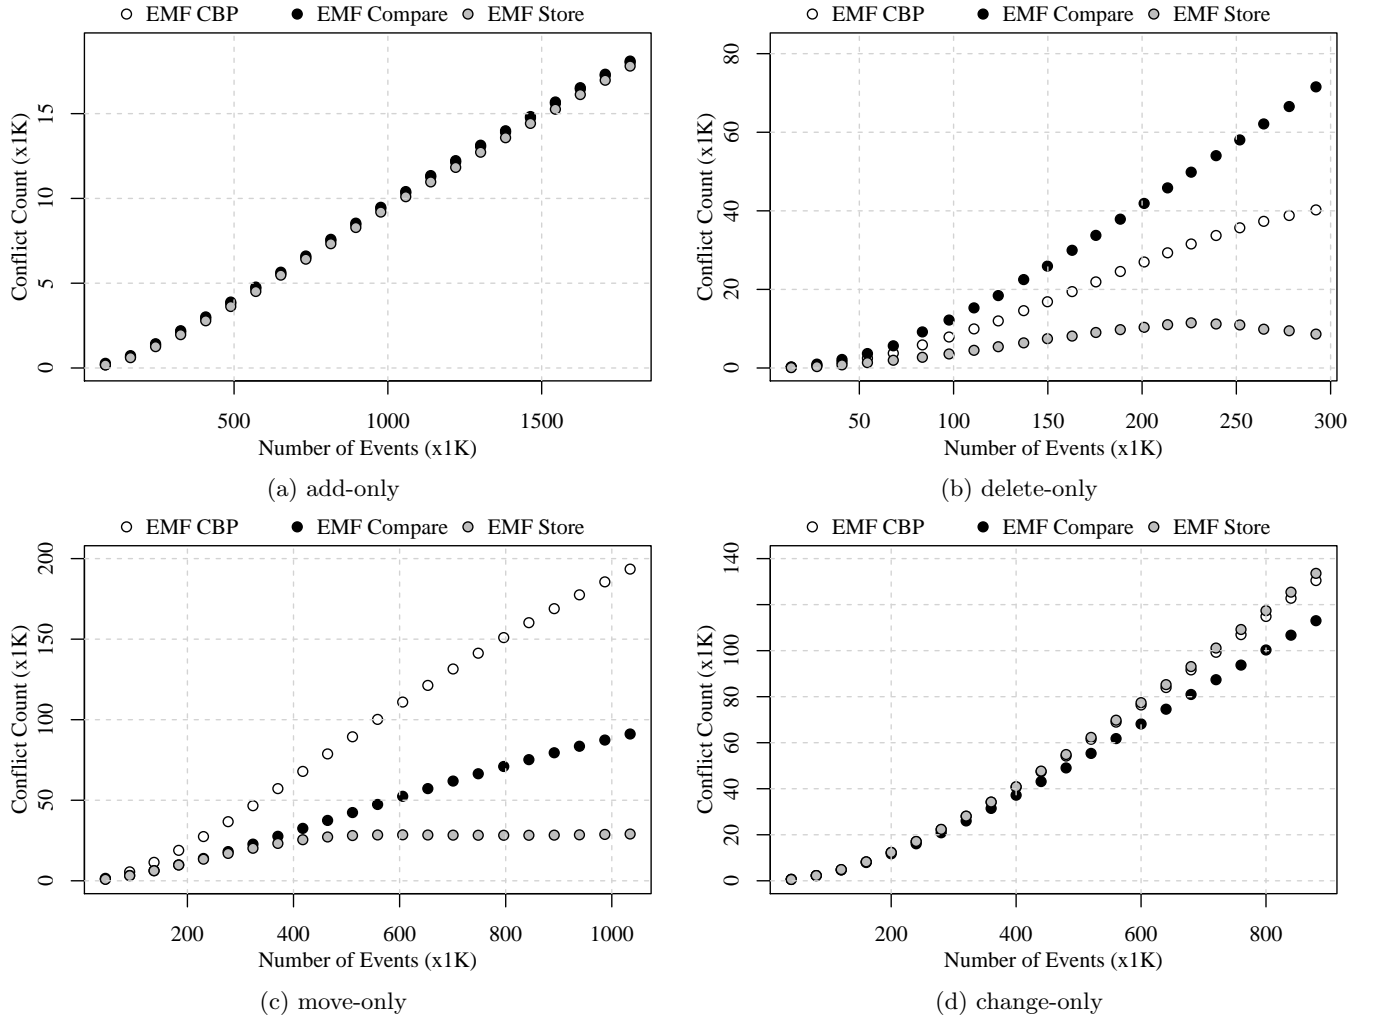 EMF CBP EMF Compare EMF Store
Conflict Count (x1K)
15
10
5
0
500 1000 1500
Number of Events (x1K)
(a) add-only
EMF CBP EMF Compare EMF Store
Conflict Count (x1K)
80
60
40
20
0
50 100 150 200 250 300
Number of Events (x1K)
(b) delete-only
EMF CBP EMF Compare EMF Store
Conflict Count (x1K)
200
150
100
50
0
200 400 600 800 1000
Number of Events (x1K)
(c) move-only
EMF CBP EMF Compare EMF Store
Conflict Count (x1K)
140
100
80
60
40
20
0
200 400 600 800
Number of Events (x1K)
(d) change-only